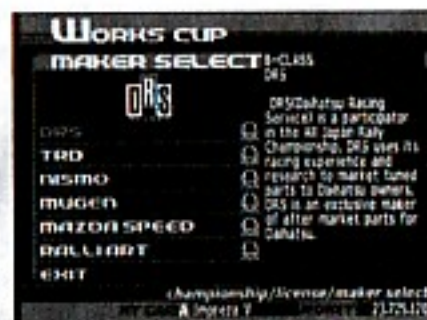 WORKS CUP
MAKER SELECT
B-CLASS
DRS
DRS
DRS(Daihatsu Racing
Service) is a participator
in the All Japan Rally
Championship. DRS uses its
racing experience and
research to market tuned
parts to Daihatsu owners.
DRS is an exclusive maker
of after market parts for
Daihatsu.
DRS
TRD
NISMO
MUGEN
MAZDA SPEED
RALLIART
EXIT
championship/license/maker select